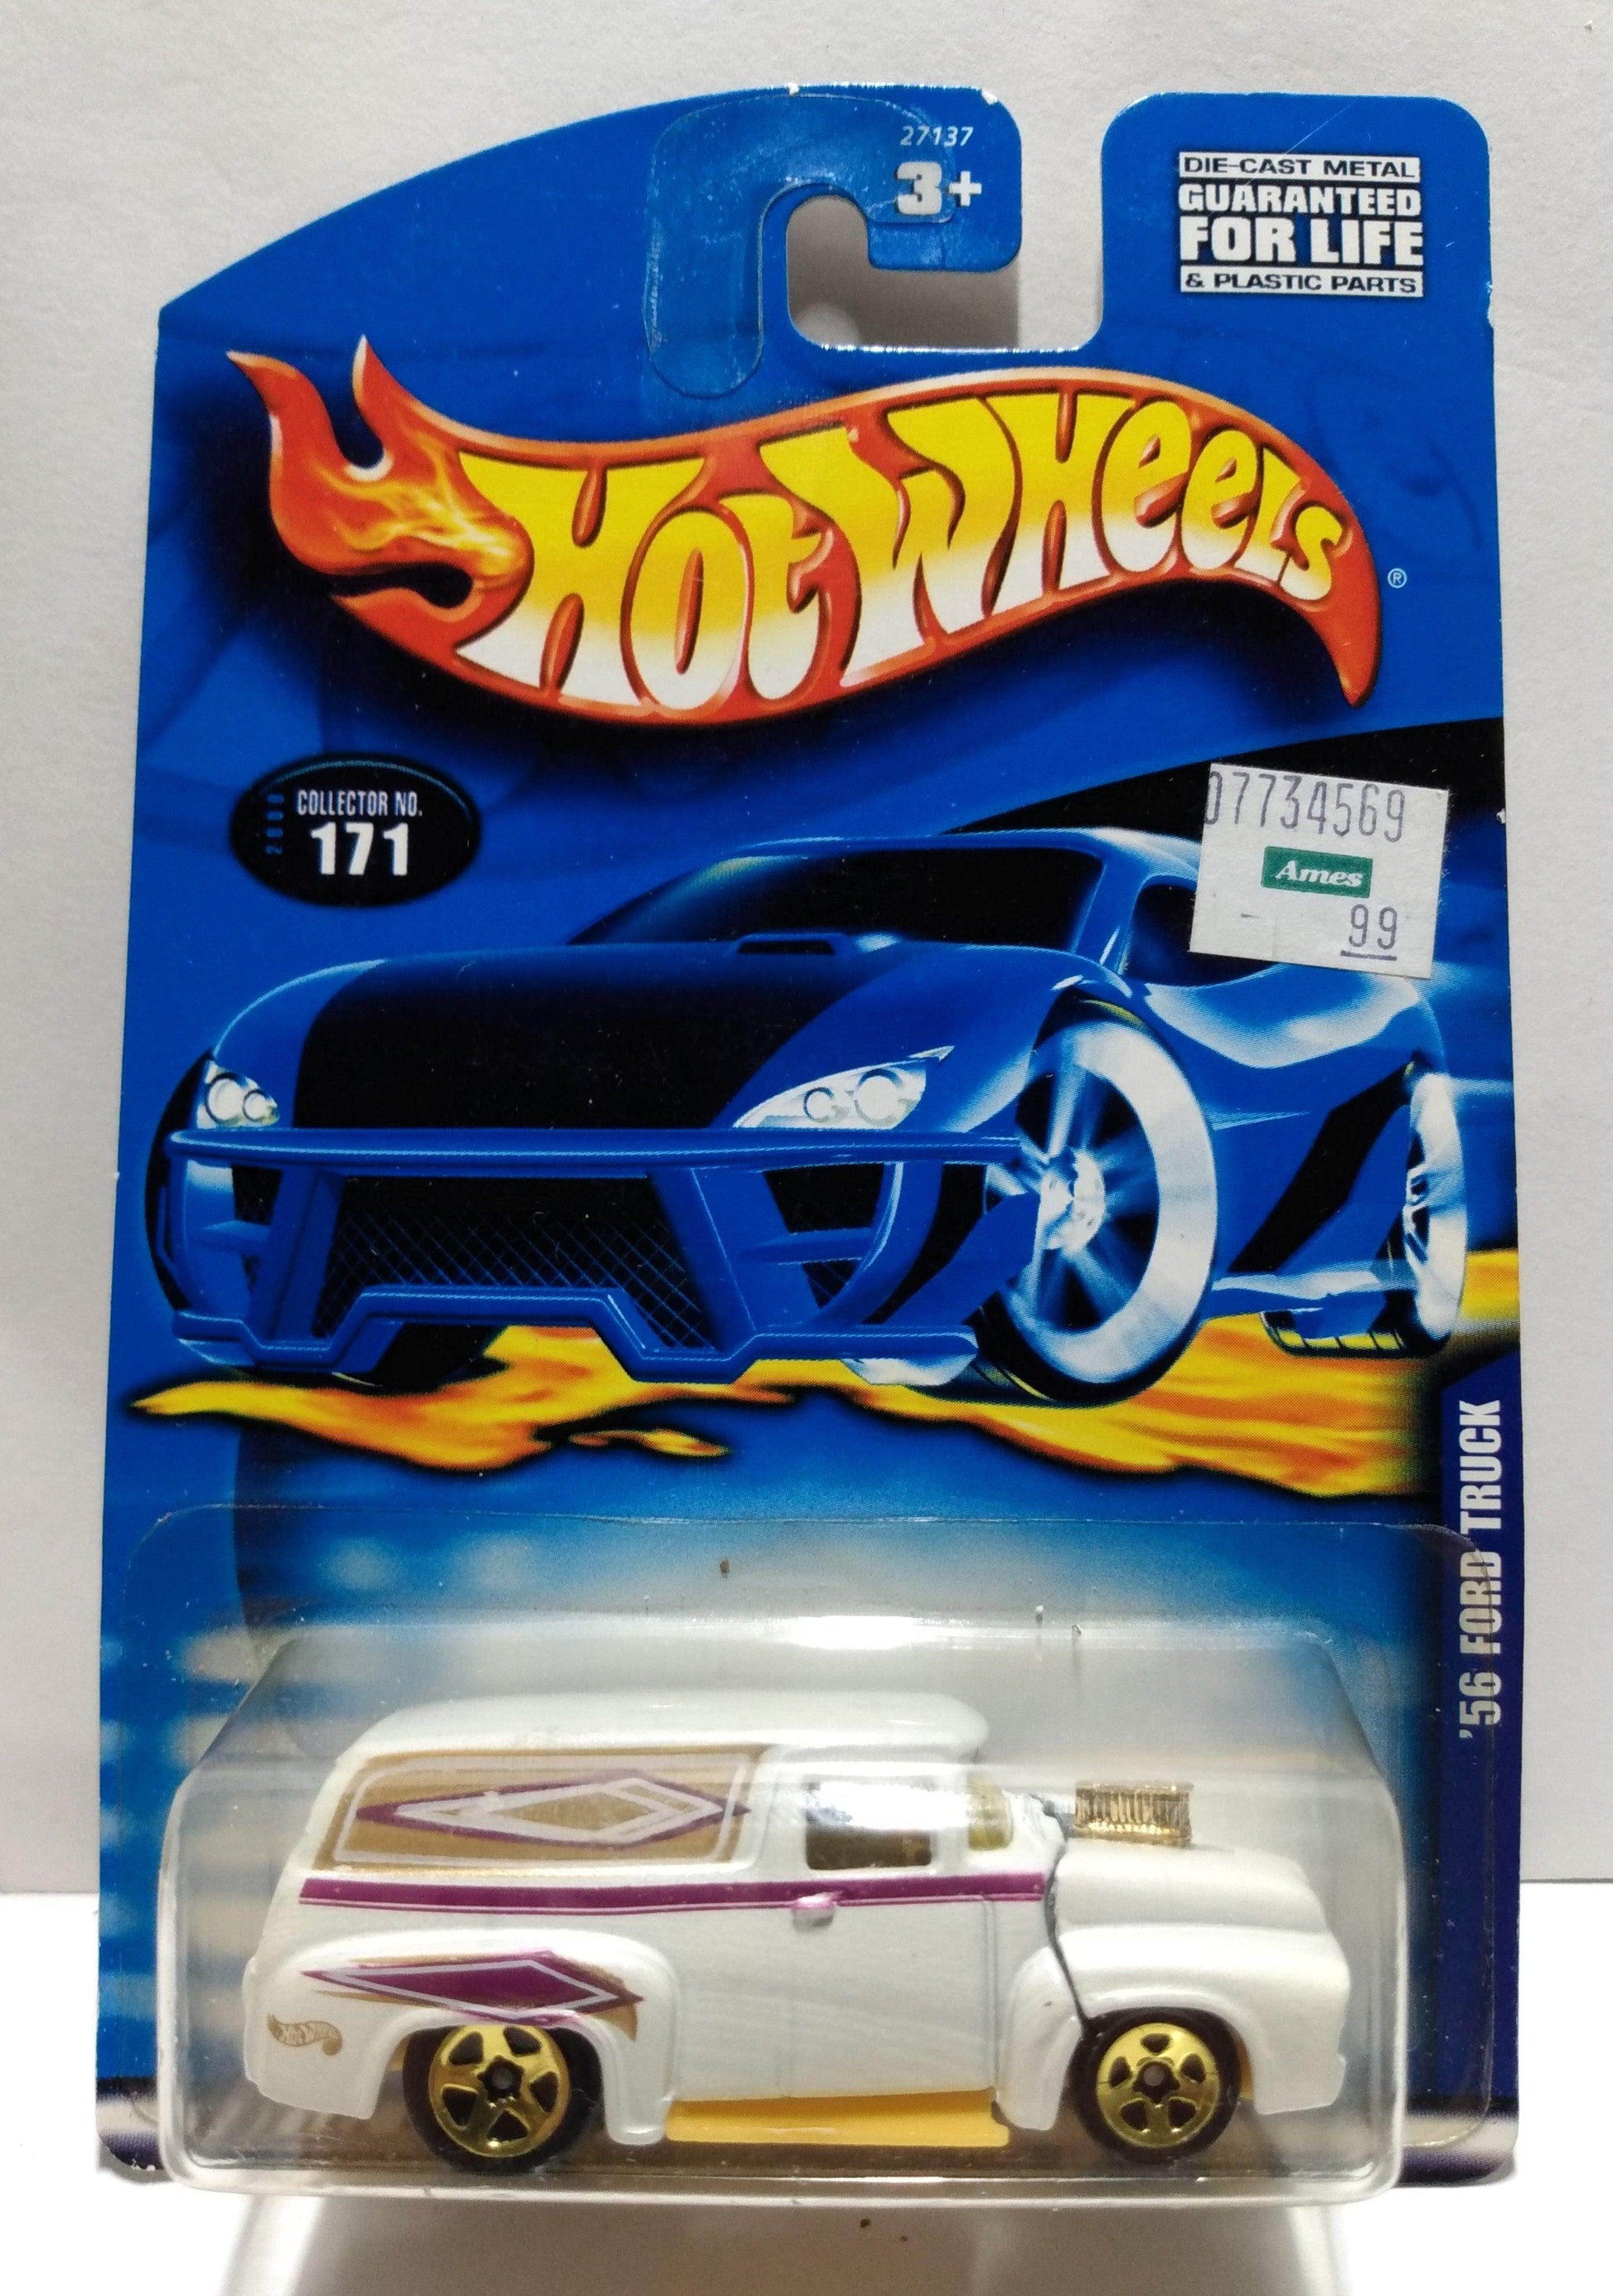 27137
3+
DIE-CAST METAL
GUARANTEED
FOR LIFE
& PLASTIC PARTS
Hot Wheels
®
2000
COLLECTOR NO.
171
07734569
Ames
99
'56 FORD TRUCK
Hot Wheels